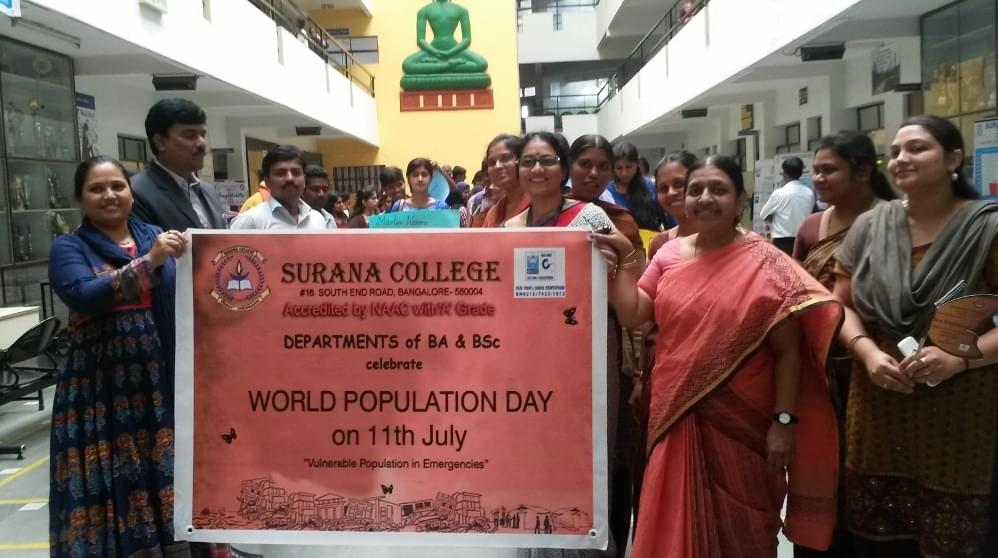 SURANA COLLEGE
#16 SOUTH END ROAD, BANGALORE- 560004
Accredited by NAAC with 'A' Grade
DEPARTMENTS of BA & BSc
celebrate
WORLD POPULATION DAY
on 11th July
"Vulnerable Population in Emergencies"